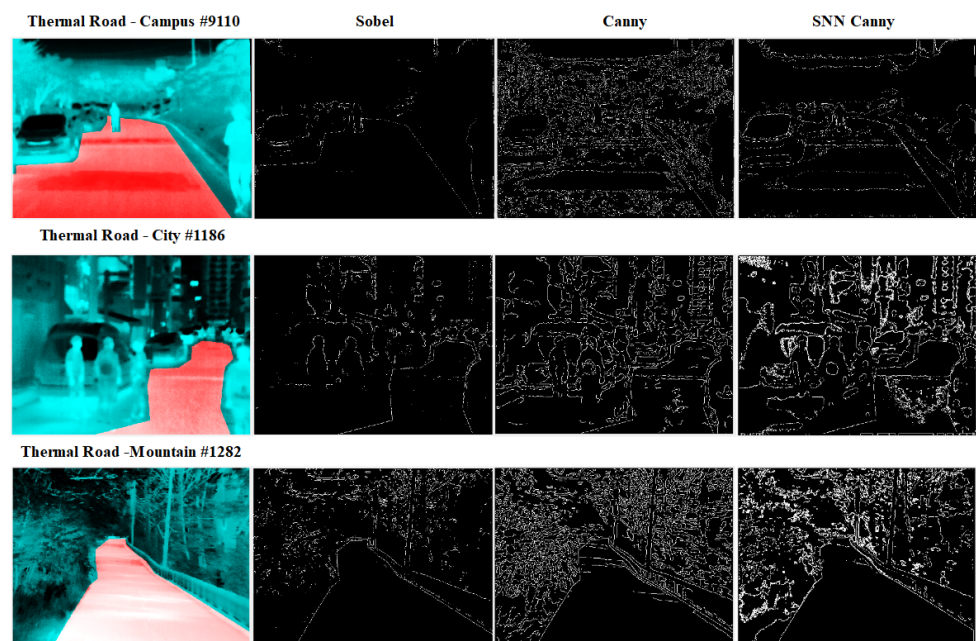 Thermal Road - Campus #9110
Sobel
Canny
SNN Canny
Thermal Road - City #1186
Thermal Road -Mountain #1282